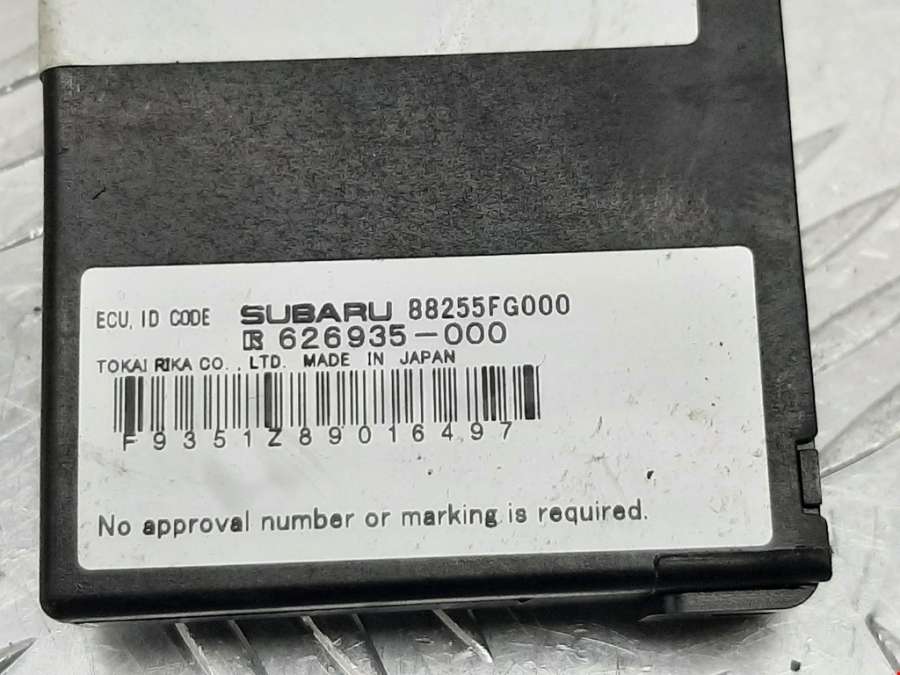 ECU, ID CODE SUBARU 88255FG000
R 626935-000
TOKAI RIKA CO., LTD. MADE IN JAPAN
F9351Z89016497
No approval number or marking is required.